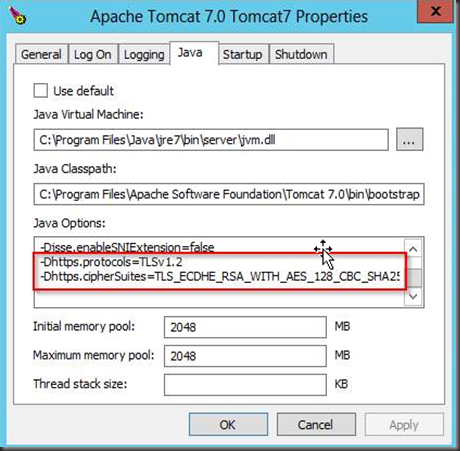 Apache Tomcat 7.0 Tomcat7 Properties
x
General Log On Logging Java Startup Shutdown
Use default
Java Virtual Machine:
C:\Program Files\Java\jre7\bin\server\jvm.dll
...
Java Classpath:
C:\Program Files\Apache Software Foundation\Tomcat 7.0\bin\bootstrap
Java Options:
-Djsse.enableSNIExtension=false
-Dhttps.protocols=TLSv1.2
-Dhttps.cipherSuites=TLS_ECDHE_RSA_WITH_AES_128_CBC_SHA25
Initial memory pool: 2048 MB
Maximum memory pool: 2048 MB
Thread stack size: KB
OK Cancel Apply